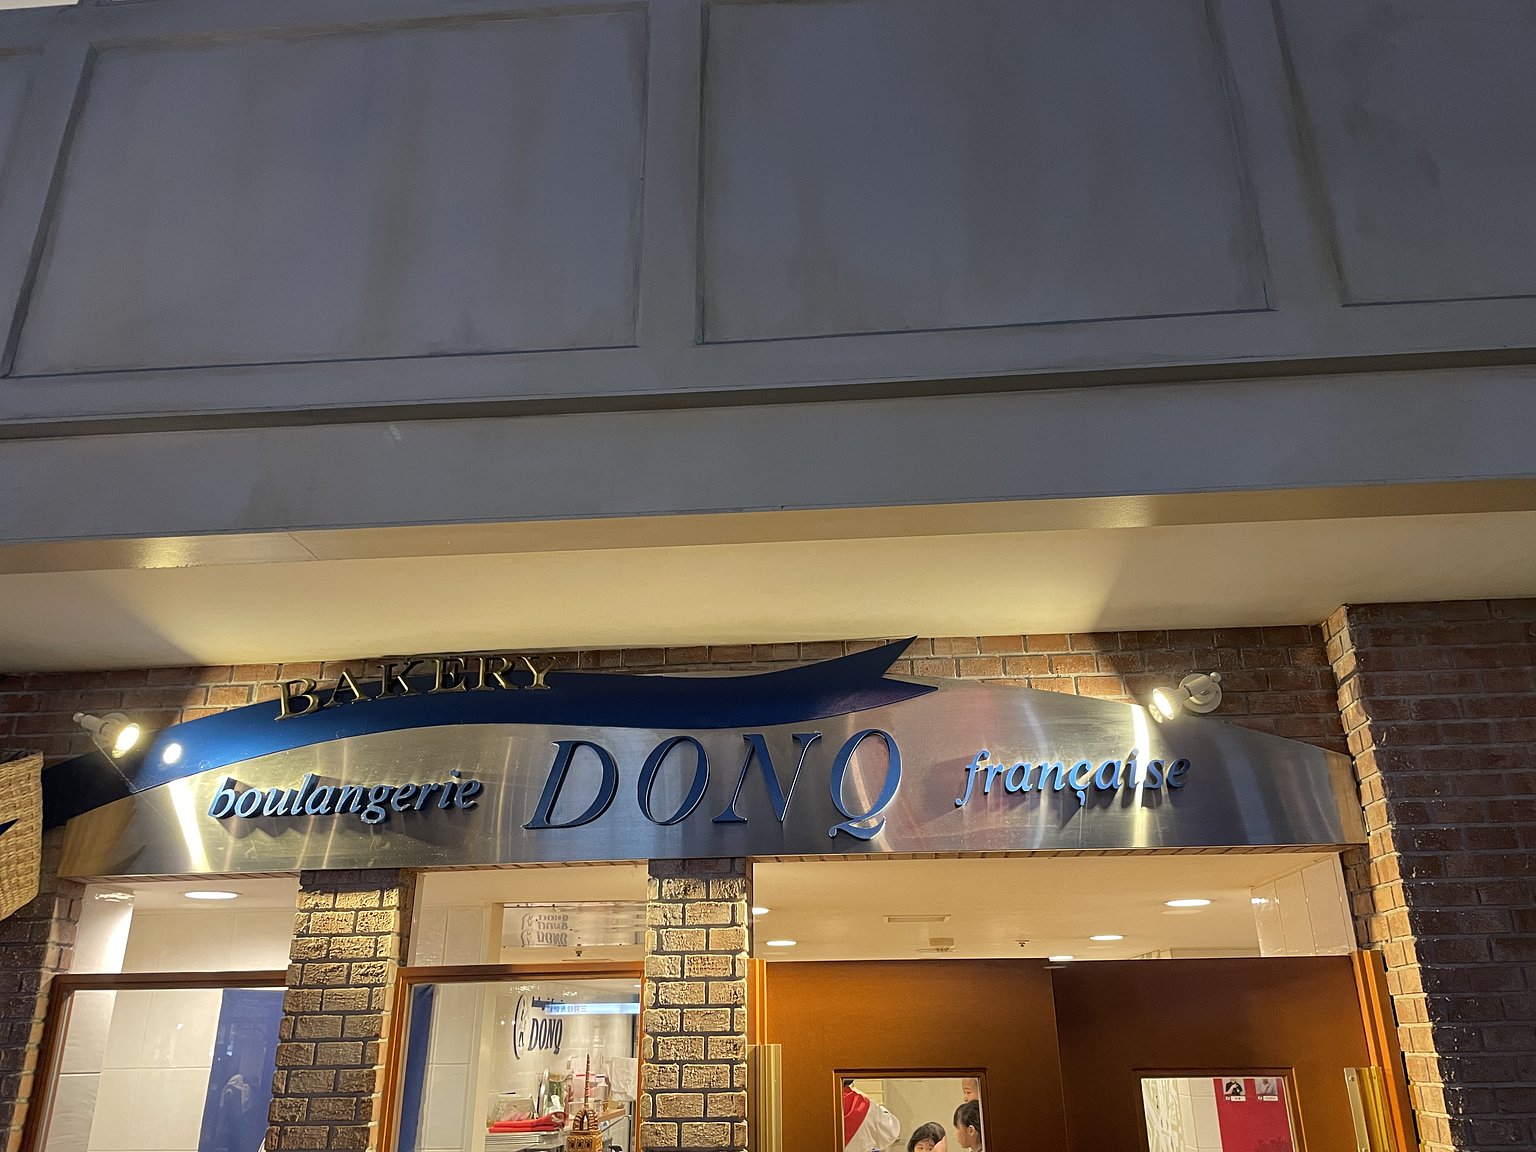 BAKERY
boulangerie DONQ française
DONQ